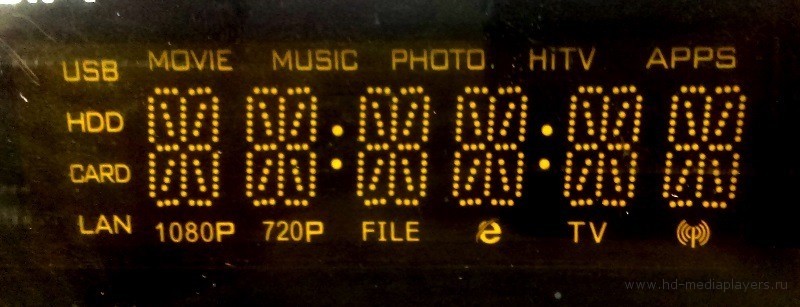 MOVIE MUSIC PHOTO HiTV APPS
USB
HDD
CARD
LAN
1080P 720P FILE e TV
www.hd-mediaplayers.ru